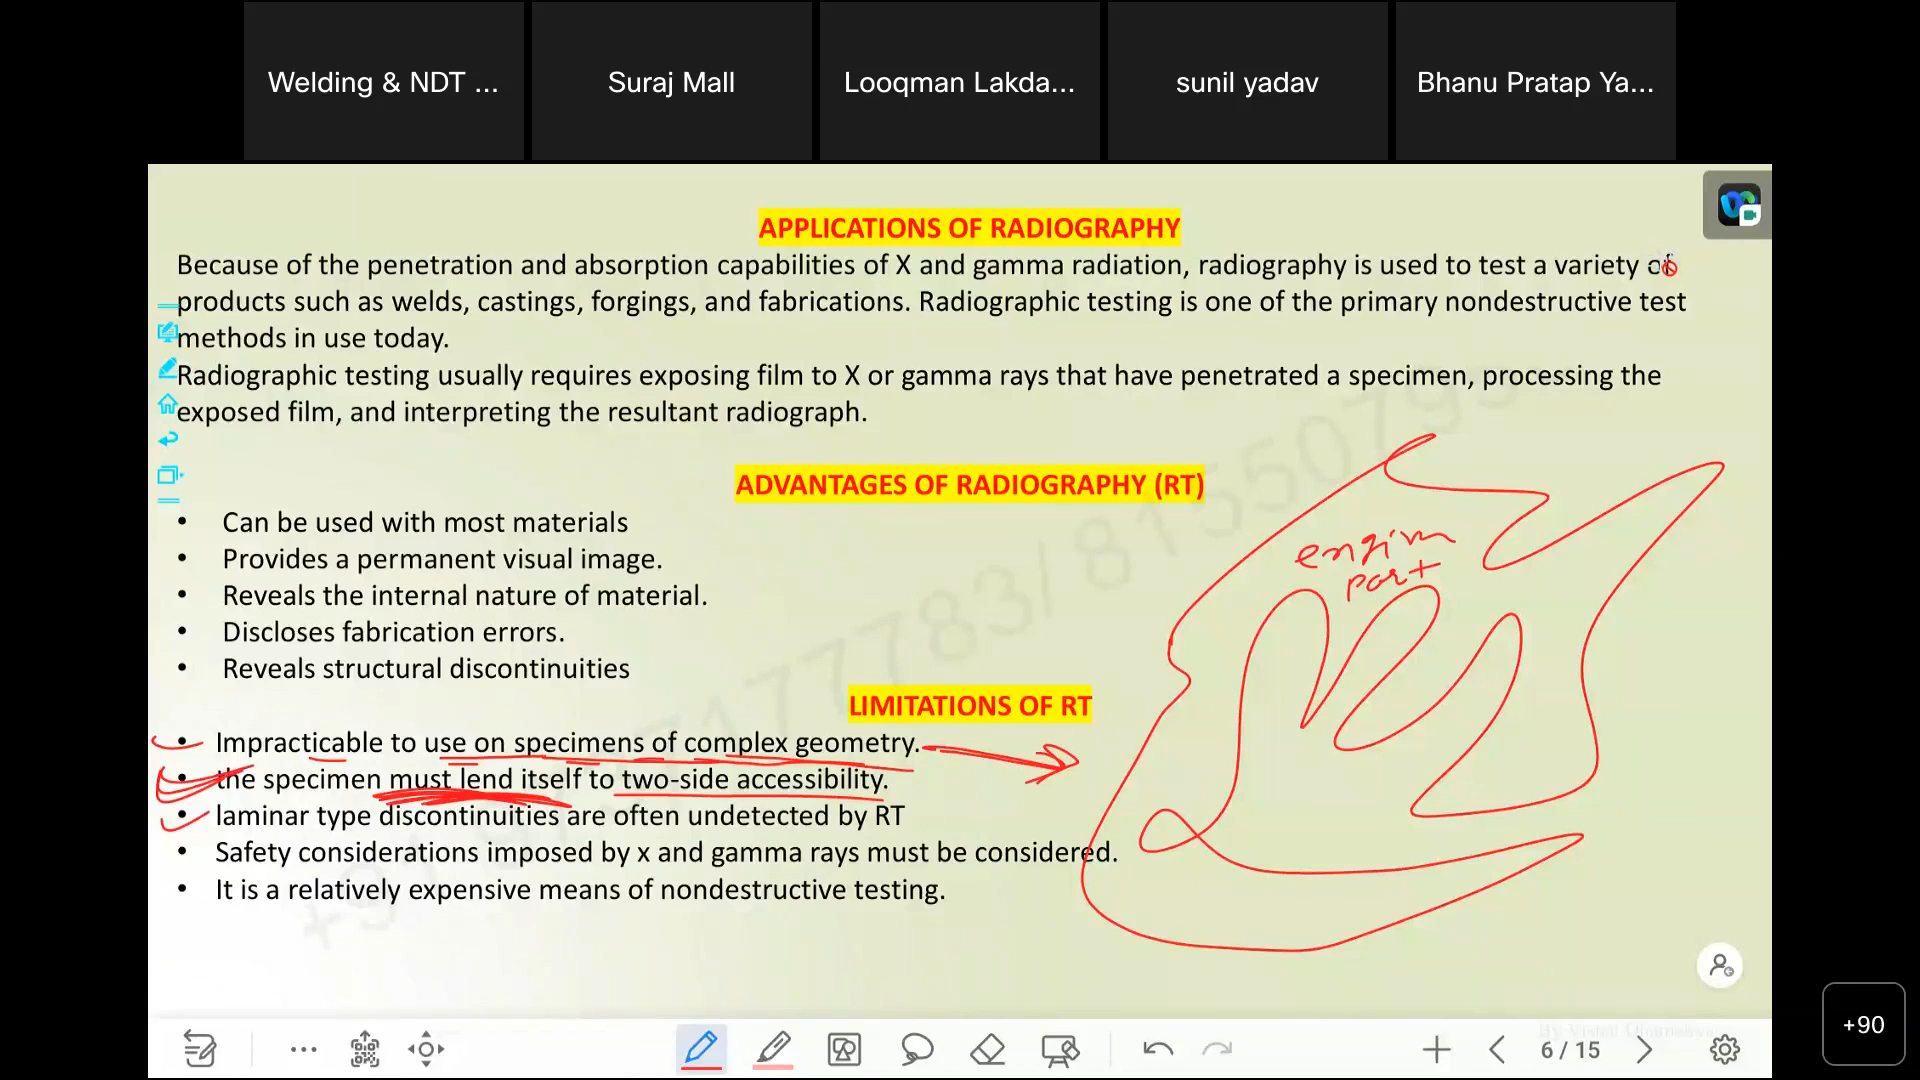 Welding & NDT ...
Suraj Mall
Looqman Lakda...
sunil yadav
Bhanu Pratap Ya...
APPLICATIONS OF RADIOGRAPHY
Because of the penetration and absorption capabilities of X and gamma radiation, radiography is used to test a variety of
products such as welds, castings, forgings, and fabrications. Radiographic testing is one of the primary nondestructive test
methods in use today.
Radiographic testing usually requires exposing film to X or gamma rays that have penetrated a specimen, processing the
exposed film, and interpreting the resultant radiograph.
ADVANTAGES OF RADIOGRAPHY (RT)
• Can be used with most materials
• Provides a permanent visual image.
• Reveals the internal nature of material.
• Discloses fabrication errors.
• Reveals structural discontinuities
part
LIMITATIONS OF RT
• Impracticable to use on specimens of complex geometry.
• the specimen must lend itself to two-side accessibility.
• laminar type discontinuities are often undetected by RT
• Safety considerations imposed by x and gamma rays must be considered.
• It is a relatively expensive means of nondestructive testing.
+90
6 / 15